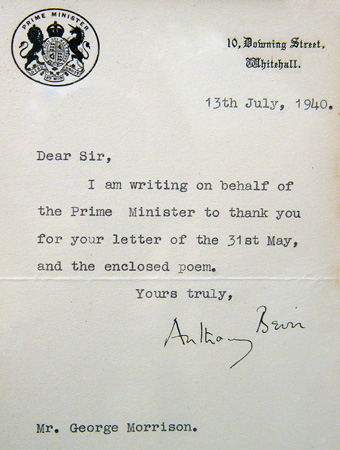 PRIME MINISTER
10, Downing Street,
Whitehall.
13th July, 1940.
Dear Sir,
I am writing on behalf of
the Prime Minister to thank you
for your letter of the 31st May,
and the enclosed poem.
Yours truly,
Anthony Bevir
Mr. George Morrison.